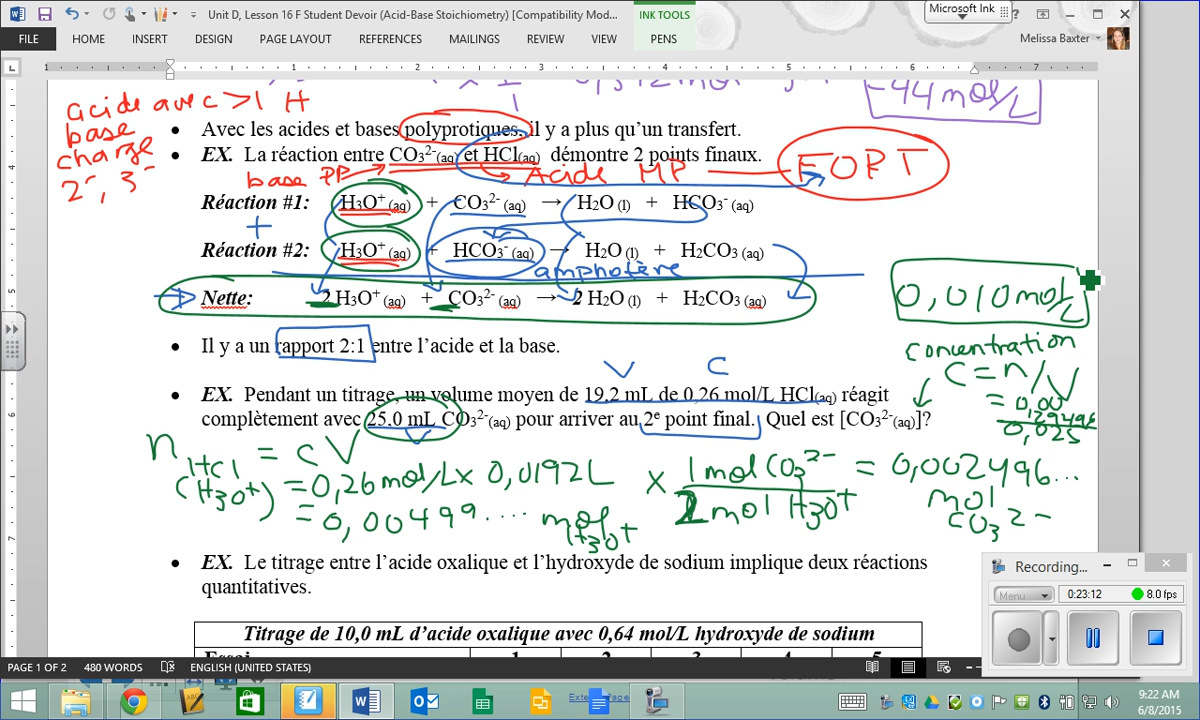 Unit D, Lesson 16 F Student Devoir (Acid-Base Stoichiometry) [Compatibility Mod...
INK TOOLS
Microsoft Ink
FILE HOME INSERT DESIGN PAGE LAYOUT REFERENCES MAILINGS REVIEW VIEW PENS
Melissa Baxter
44 mol/L
acide avec >1 H
base
charge
2-, 3-
• Avec les acides et bases polyprotiques, il y a plus qu'un transfert.
• EX. La réaction entre CO₃²⁻(aq) et HCl(aq) démontre 2 points finaux.
base PP Acide MP FOPT
Réaction #1: H₃O⁺(aq) + CO₃²⁻(aq) → H₂O(l) + HCO₃⁻(aq)
+
Réaction #2: H₃O⁺(aq) + HCO₃⁻(aq) → H₂O(l) + H₂CO₃(aq)
amphotère
Nette: 2 H₃O⁺(aq) + CO₃²⁻(aq) → 2 H₂O(l) + H₂CO₃(aq)
0,010 mol/L
• Il y a un rapport 2:1 entre l'acide et la base.
concentration
V C
C = n/V
• EX. Pendant un titrage, un volume moyen de 19,2 mL de 0,26 mol/L HCl(aq) réagit
complètement avec 25,0 mL CO₃²⁻(aq) pour arriver au 2ᵉ point final. Quel est [CO₃²⁻(aq)]?
V
= 0,00
0,025
n HCl = cV
(H₃O+) = 0,26 mol/L x 0,0192 L x 1 mol CO₃²⁻ = 0,002496...
2 mol H₃O+
mol
CO₃2-
= 0,00499.... mol
H₃O+
• EX. Le titrage entre l'acide oxalique et l'hydroxyde de sodium implique deux réactions
quantitatives.
Titrage de 10,0 mL d'acide oxalique avec 0,64 mol/L hydroxyde de sodium
Essai 1 2 3 4 5
Recording...
Menu 0:23:12 8.0 fps
PAGE 1 OF 2 480 WORDS ENGLISH (UNITED STATES)
9:22 AM
6/8/2015